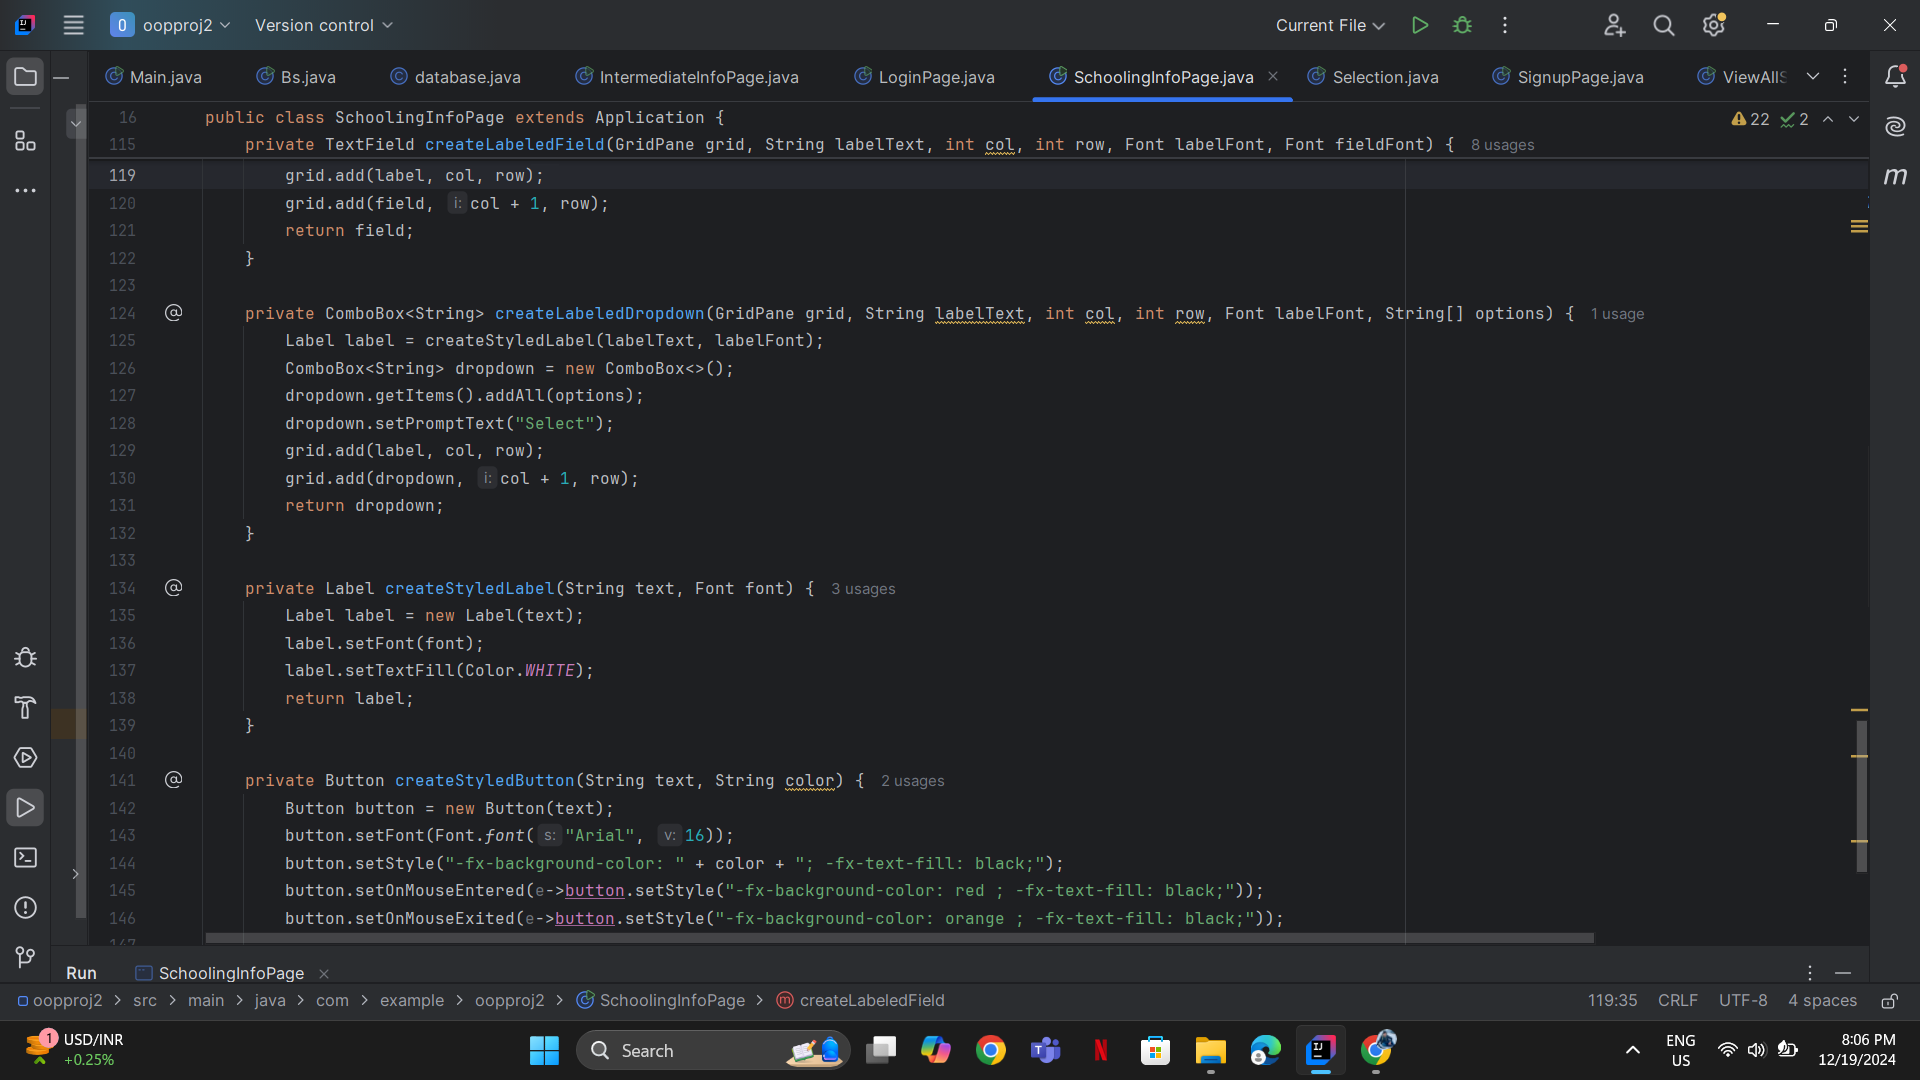 oopproj2 Version control Current File
Main.java Bs.java database.java IntermediateInfoPage.java LoginPage.java SchoolingInfoPage.java Selection.java SignupPage.java ViewAllS
16 public class SchoolingInfoPage extends Application { 22 2
115 private TextField createLabeledField(GridPane grid, String labelText, int col, int row, Font labelFont, Font fieldFont) { 8 usages
119 grid.add(label, col, row);
120 grid.add(field, i: col + 1, row);
121 return field;
122 }
123
124 @ private ComboBox<String> createLabeledDropdown(GridPane grid, String labelText, int col, int row, Font labelFont, String[] options) { 1 usage
125 Label label = createStyledLabel(labelText, labelFont);
126 ComboBox<String> dropdown = new ComboBox<>();
127 dropdown.getItems().addAll(options);
128 dropdown.setPromptText("Select");
129 grid.add(label, col, row);
130 grid.add(dropdown, i: col + 1, row);
131 return dropdown;
132 }
133
134 @ private Label createStyledLabel(String text, Font font) { 3 usages
135 Label label = new Label(text);
136 label.setFont(font);
137 label.setTextFill(Color.WHITE);
138 return label;
139 }
140
141 @ private Button createStyledButton(String text, String color) { 2 usages
142 Button button = new Button(text);
143 button.setFont(Font.font( s: "Arial", v: 16));
144 button.setStyle("-fx-background-color: " + color + "; -fx-text-fill: black;");
145 button.setOnMouseEntered(e->button.setStyle("-fx-background-color: red ; -fx-text-fill: black;"));
146 button.setOnMouseExited(e->button.setStyle("-fx-background-color: orange ; -fx-text-fill: black;"));
147
Run SchoolingInfoPage
oopproj2 > src > main > java > com > example > oopproj2 > SchoolingInfoPage > createLabeledField 119:35 CRLF UTF-8 4 spaces
1 USD/INR
+0.25%
Search
ENG
US
8:06 PM
12/19/2024